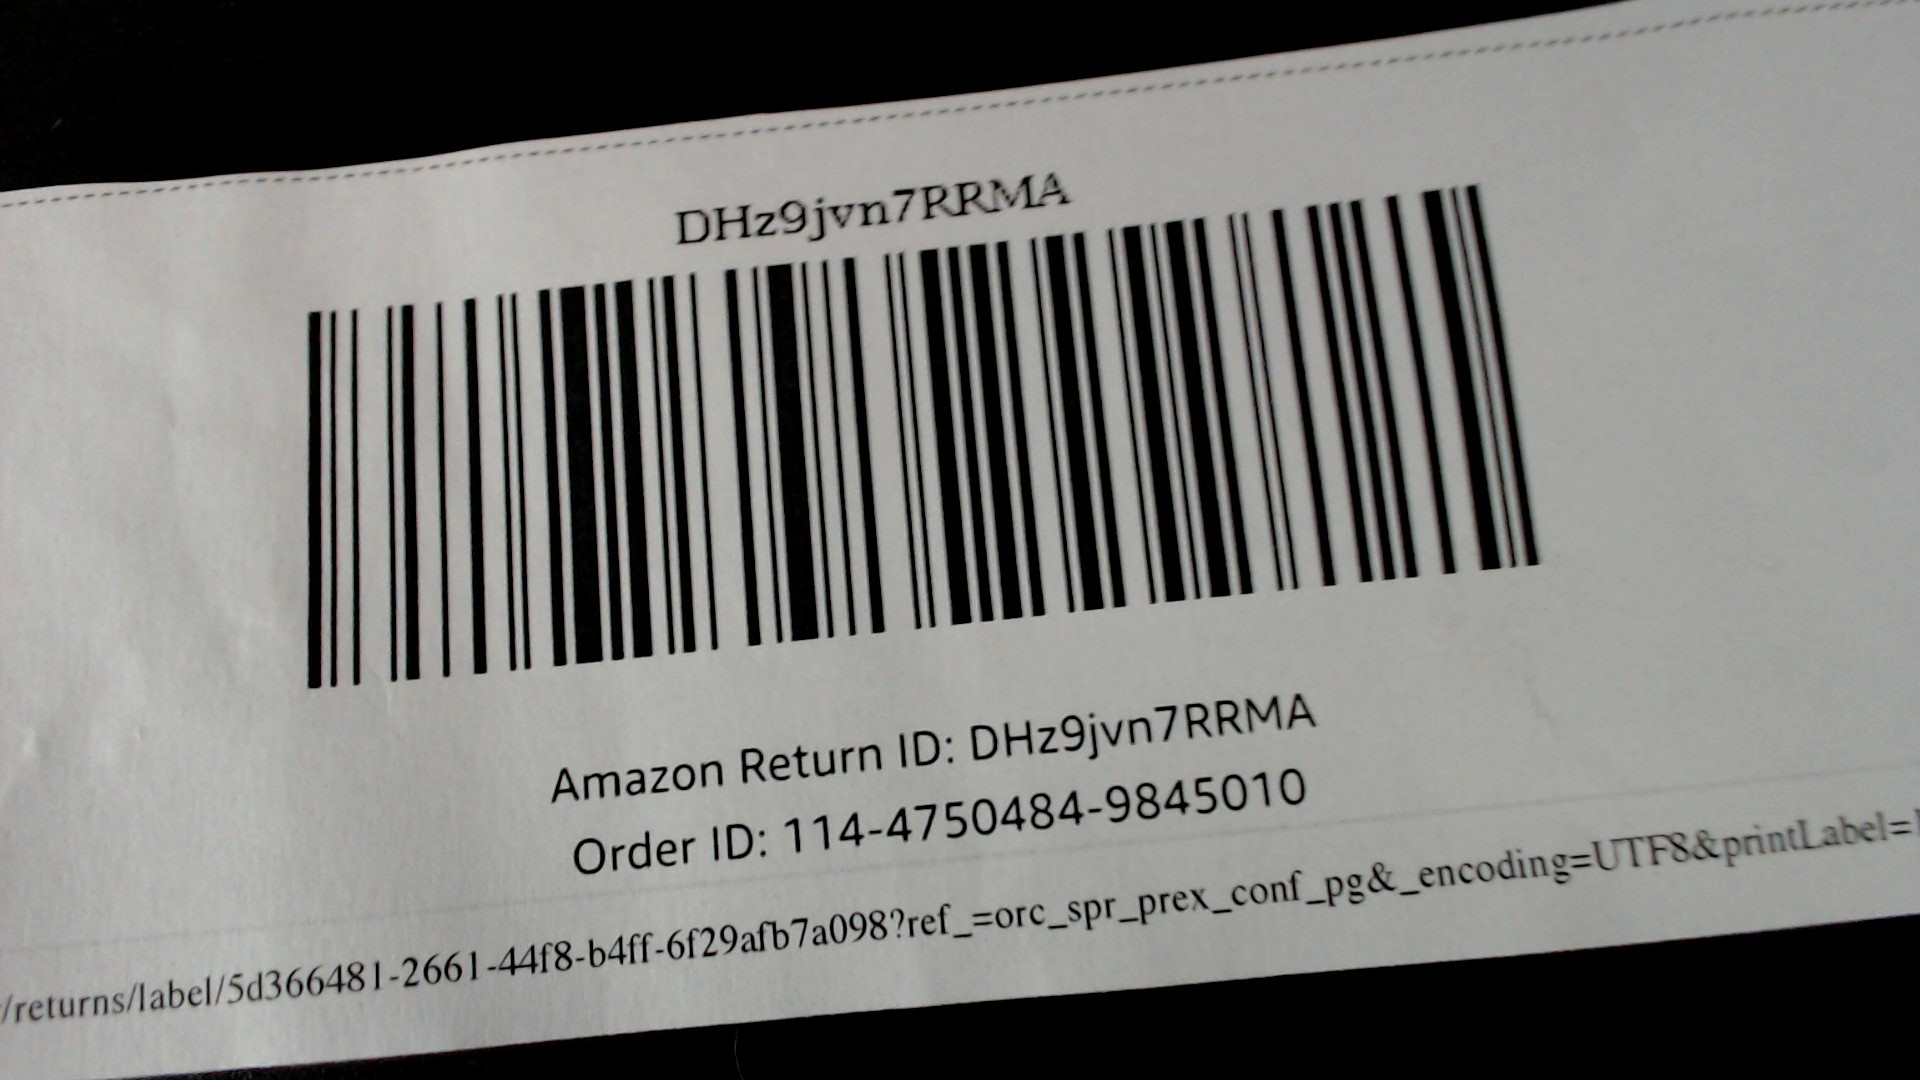 DHz9jvn7RRMA
Amazon Return ID: DHz9jvn7RRMA
Order ID: 114-4750484-9845010
/returns/label/5d366481-2661-44f8-b4ff-6f29afb7a098?ref_=orc_spr_prex_conf_pg&_encoding=UTF8&printLabel=